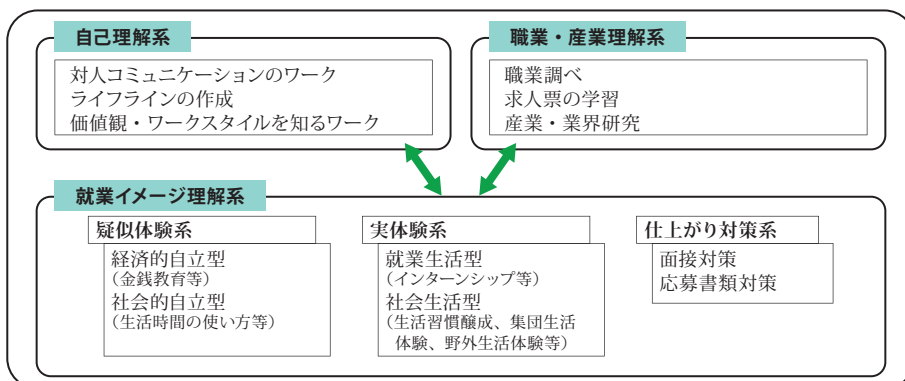 自己理解系
対人コミュニケーションのワーク
ライフラインの作成
価値観・ワークスタイルを知るワーク
職業・産業理解系
職業調べ
求人票の学習
産業・業界研究
就業イメージ理解系
疑似体験系
経済的自立型
（金銭教育等）
社会的自立型
（生活時間の使い方等）
実体験系
就業生活型
（インターンシップ等）
社会生活型
（生活習慣醸成、集団生活
体験、野外生活体験等）
仕上がり対策系
面接対策
応募書類対策